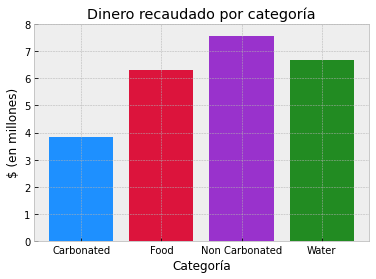 Dinero recaudado por categoría
$ (en millones)
8
7
6
5
4
3
2
1
0
Carbonated Food Non Carbonated Water
Categoría